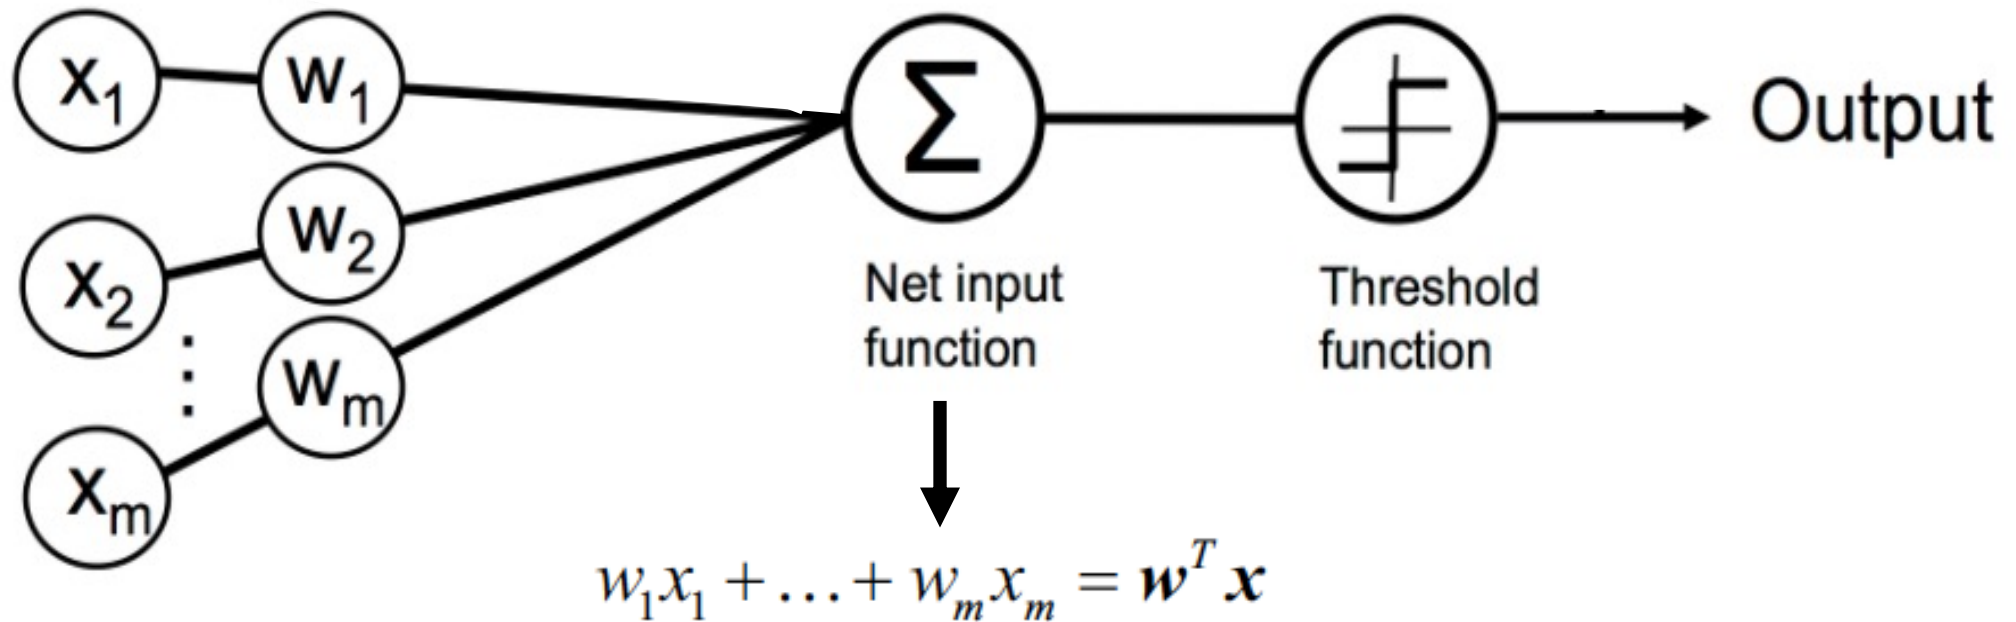 x₁ w₁ Σ Output
w₂
x₂
Net input function
Threshold function
⋮
wₘ
xₘ
w₁x₁ + … + wₘxₘ = wᵀx